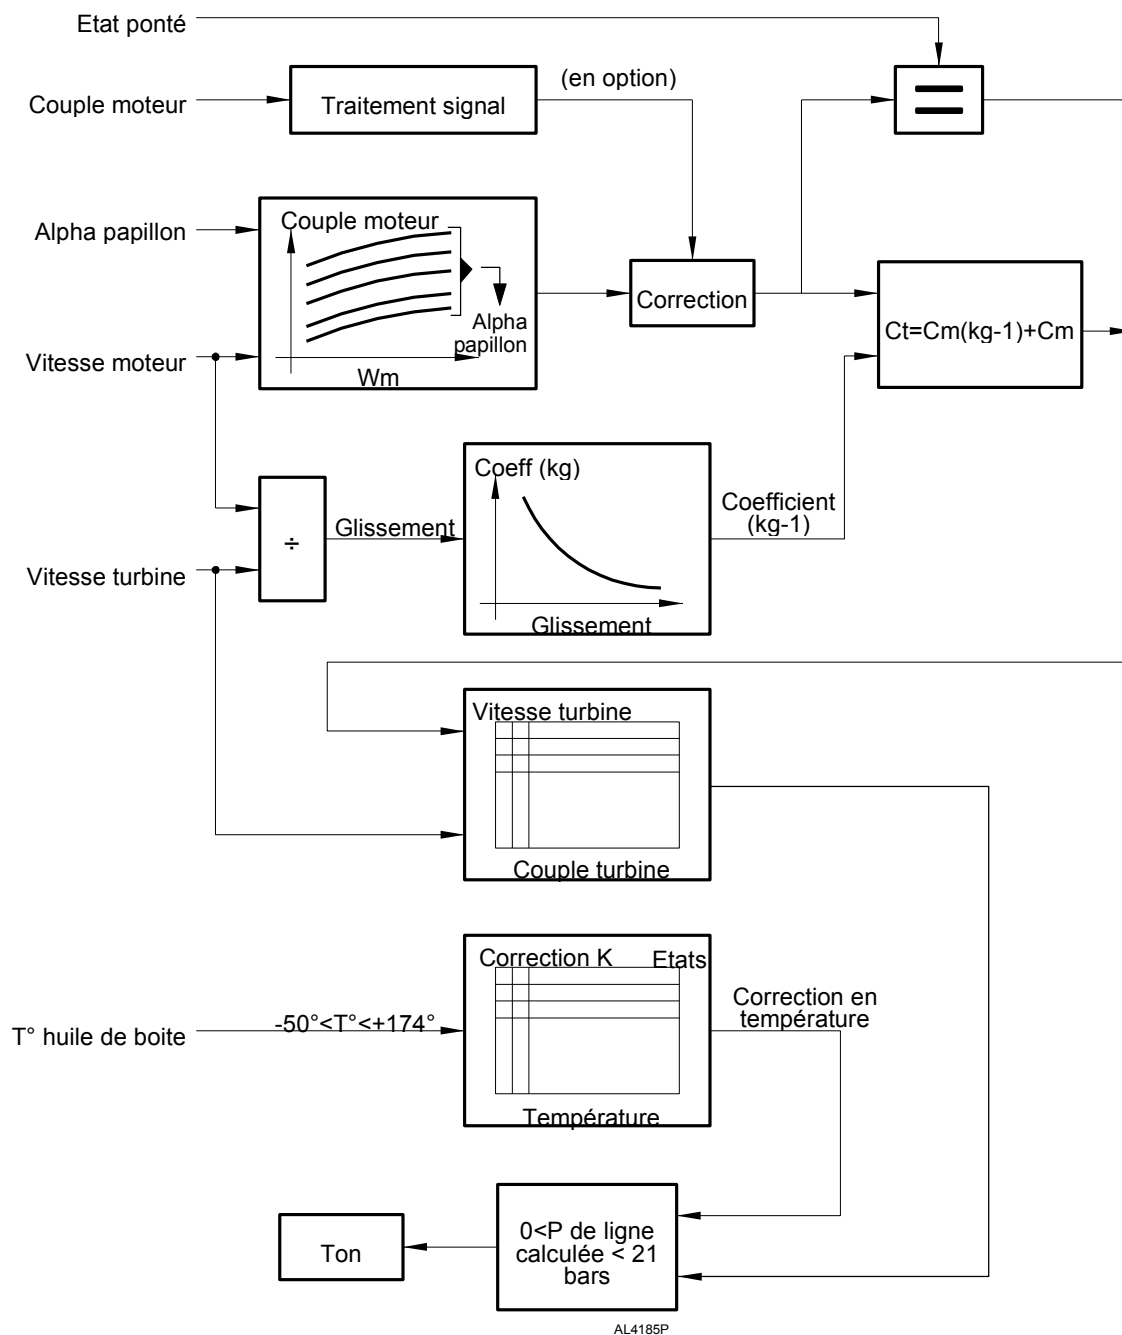 Etat ponté
Couple moteur
Traitement signal
(en option)
Alpha papillon
Couple moteur
Alpha
papillon
Wm
Correction
Ct=Cm(kg-1)+Cm
Vitesse moteur
Coeff (kg)
Coefficient
(kg-1)
÷
Glissement
Vitesse turbine
Glissement
Vitesse turbine
Couple turbine
Correction K
Etats
Correction en
température
T° huile de boite
-50°<T°<+174°
Température
0<P de ligne
calculée < 21
bars
Ton
AL4185P